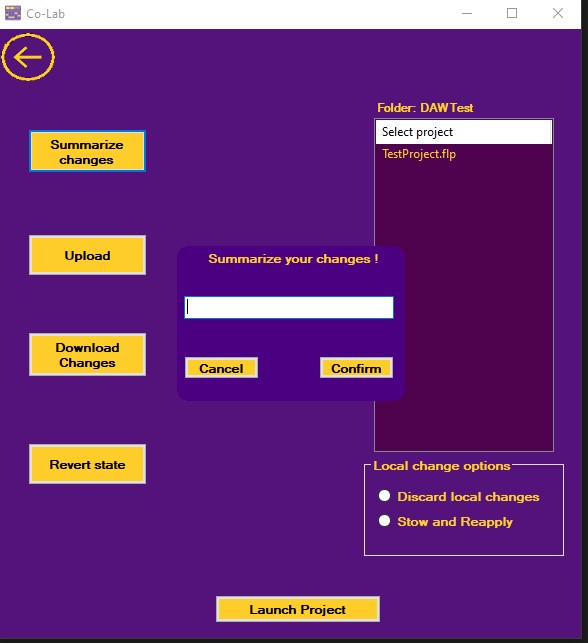 Co-Lab
Folder: DAWTest
Select project
TestProject.flp
Summarize
changes
Upload
Summarize your changes !
Cancel
Confirm
Download
Changes
Revert state
Local change options
Discard local changes
Stow and Reapply
Launch Project